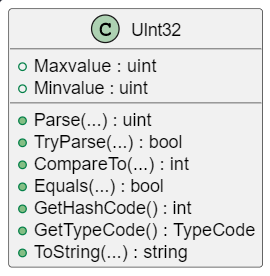 C UInt32
Maxvalue : uint
Minvalue : uint
Parse(...) : uint
TryParse(...) : bool
CompareTo(...) : int
Equals(...) : bool
GetHashCode() : int
GetTypeCode() : TypeCode
ToString(...) : string